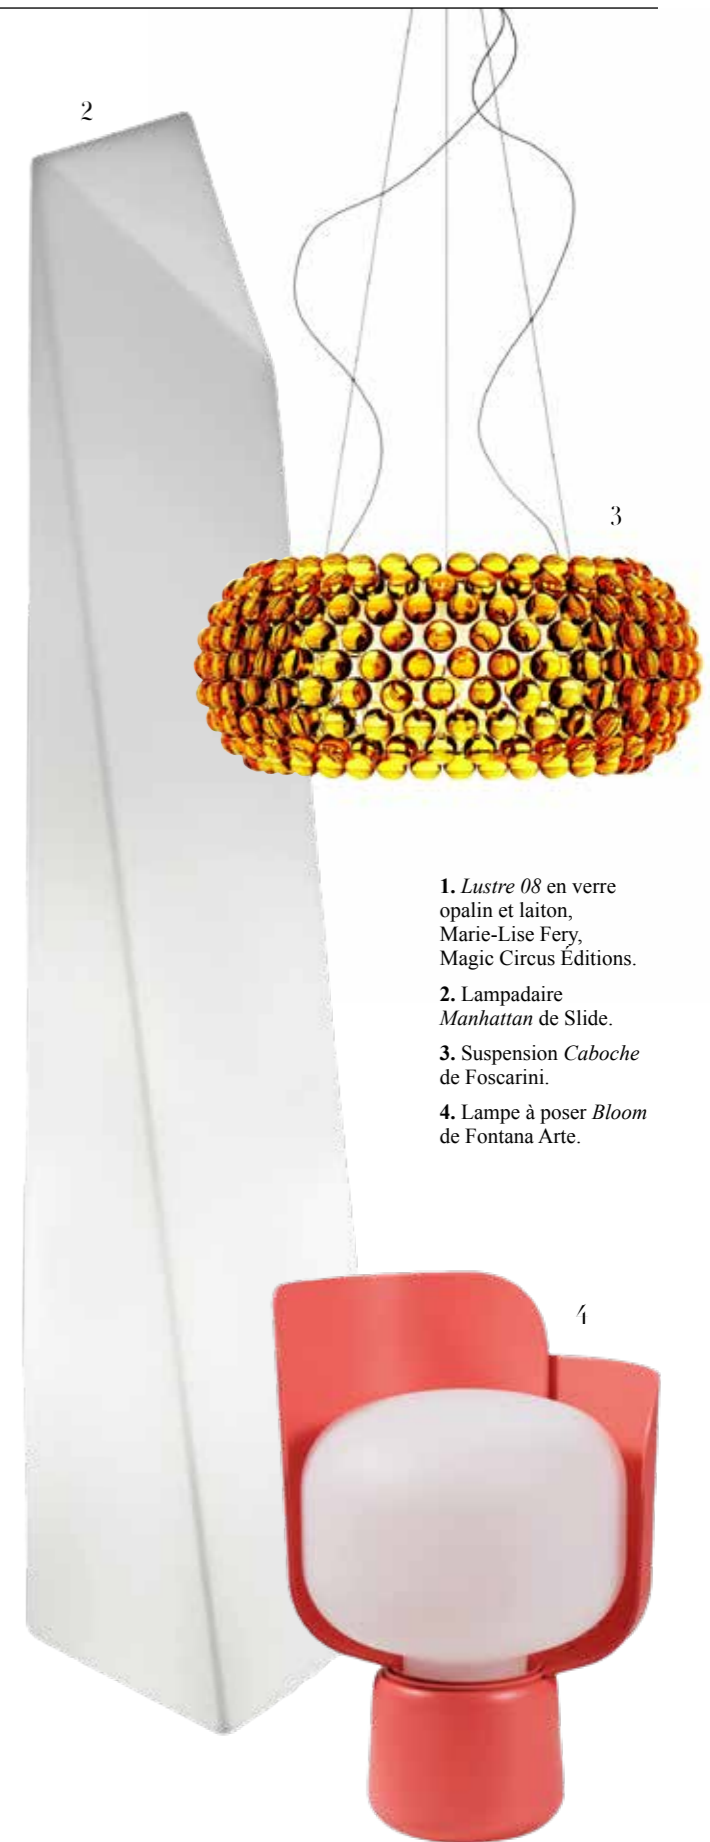 2
3
1. Lustre 08 en verre
opalin et laiton,
Marie-Lise Fery,
Magic Circus Éditions.
2. Lampadaire
Manhattan de Slide.
3. Suspension Caboche
de Foscarini.
4. Lampe à poser Bloom
de Fontana Arte.
4